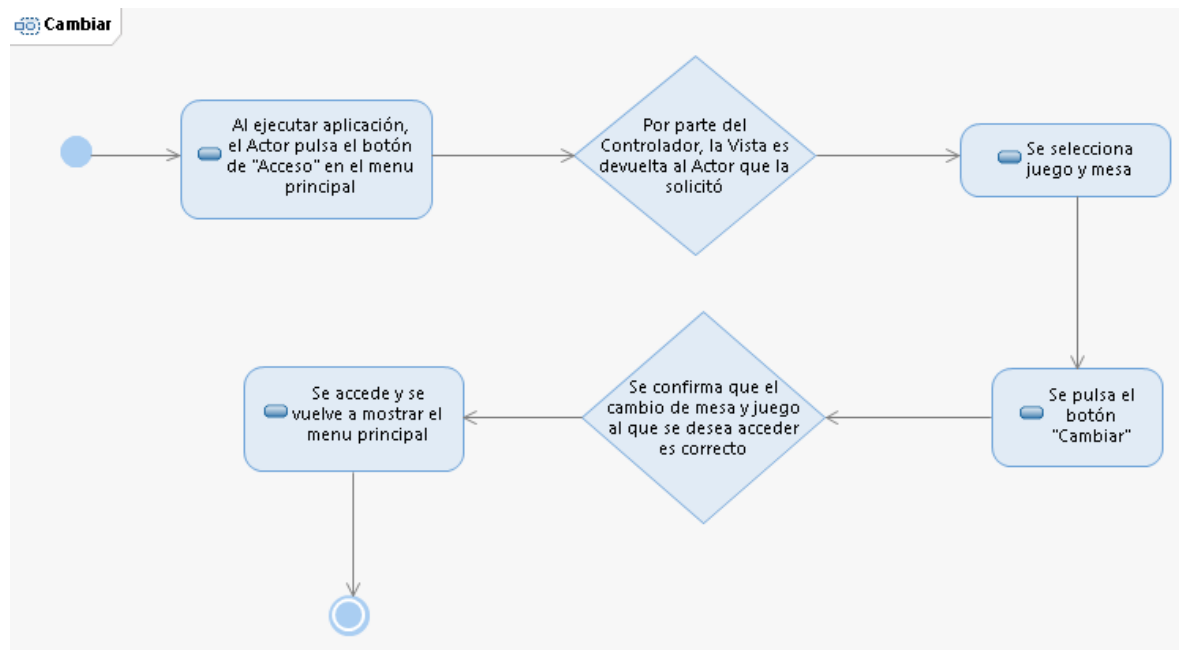 Cambiar
Al ejecutar aplicación,
el Actor pulsa el botón
de "Acceso" en el menu
principal
Por parte del
Controlador, la Vista es
devuelta al Actor que la
solicitó
Se selecciona
juego y mesa
Se pulsa el
botón
"Cambiar"
Se confirma que el
cambio de mesa y juego
al que se desea acceder
es correcto
Se accede y se
vuelve a mostrar el
menu principal